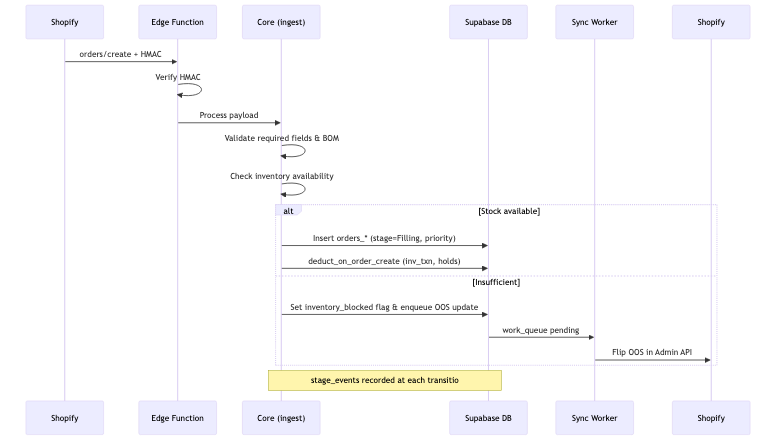 Shopify
Edge Function
Core (ingest)
Supabase DB
Sync Worker
Shopify
orders/create + HMAC
Verify HMAC
Process payload
Validate required fields & BOM
Check inventory availability
alt
[Stock available]
Insert orders_* (stage=Filling, priority)
deduct_on_order_create (inv_txn, holds)
[Insufficient]
Set inventory_blocked flag & enqueue OOS update
work_queue pending
Flip OOS in Admin API
stage_events recorded at each transitio
Shopify
Edge Function
Core (ingest)
Supabase DB
Sync Worker
Shopify